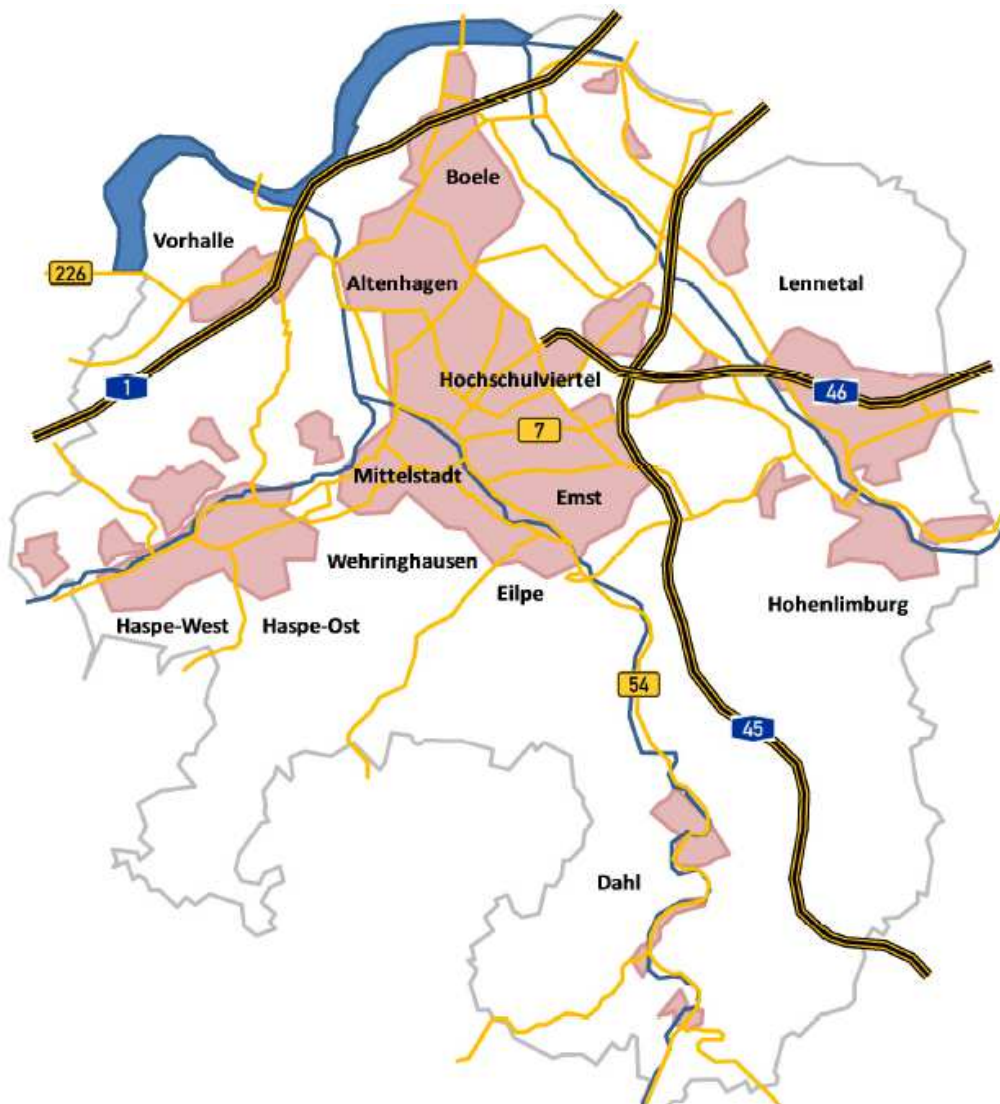 Boele
Vorhalle
226
Altenhagen
Lennetal
1
Hochschulviertel
46
7
Mittelstadt
Emst
Wehringhausen
Eilpe
Hohenlimburg
Haspe-West
Haspe-Ost
54
45
Dahl